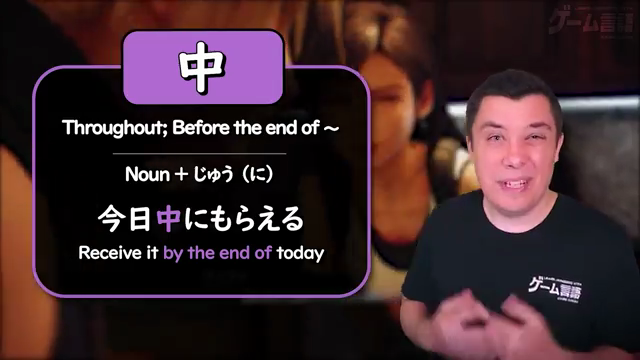 中
Throughout; Before the end of ～
Noun + じゅう（に）
今日中にもらえる
Receive it by the end of today
ゲーム言語
ゲーム言語